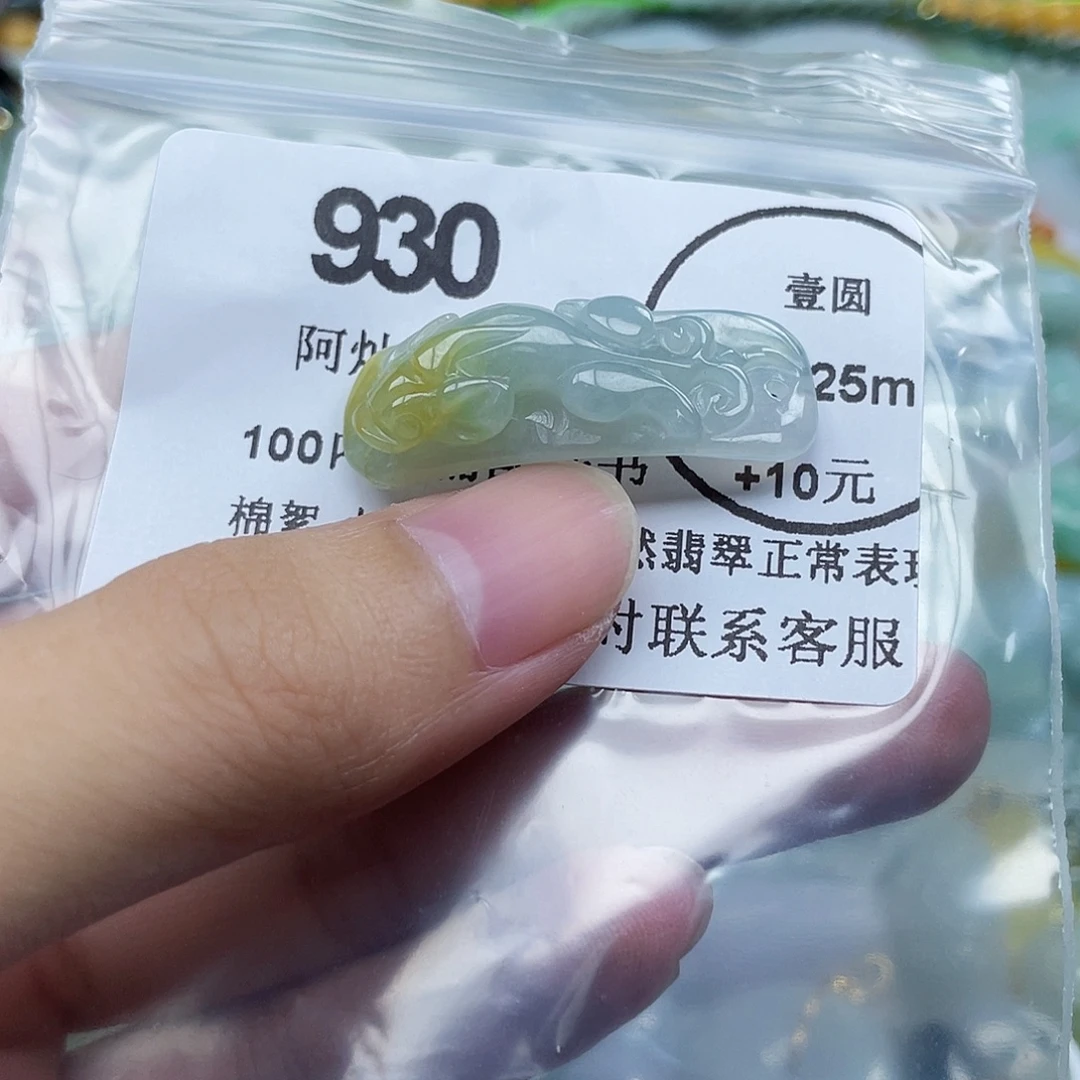 930
壹圆
阿灿
25m
100
书
+10元
棉絮
然翡翠正常表现
时联系客服